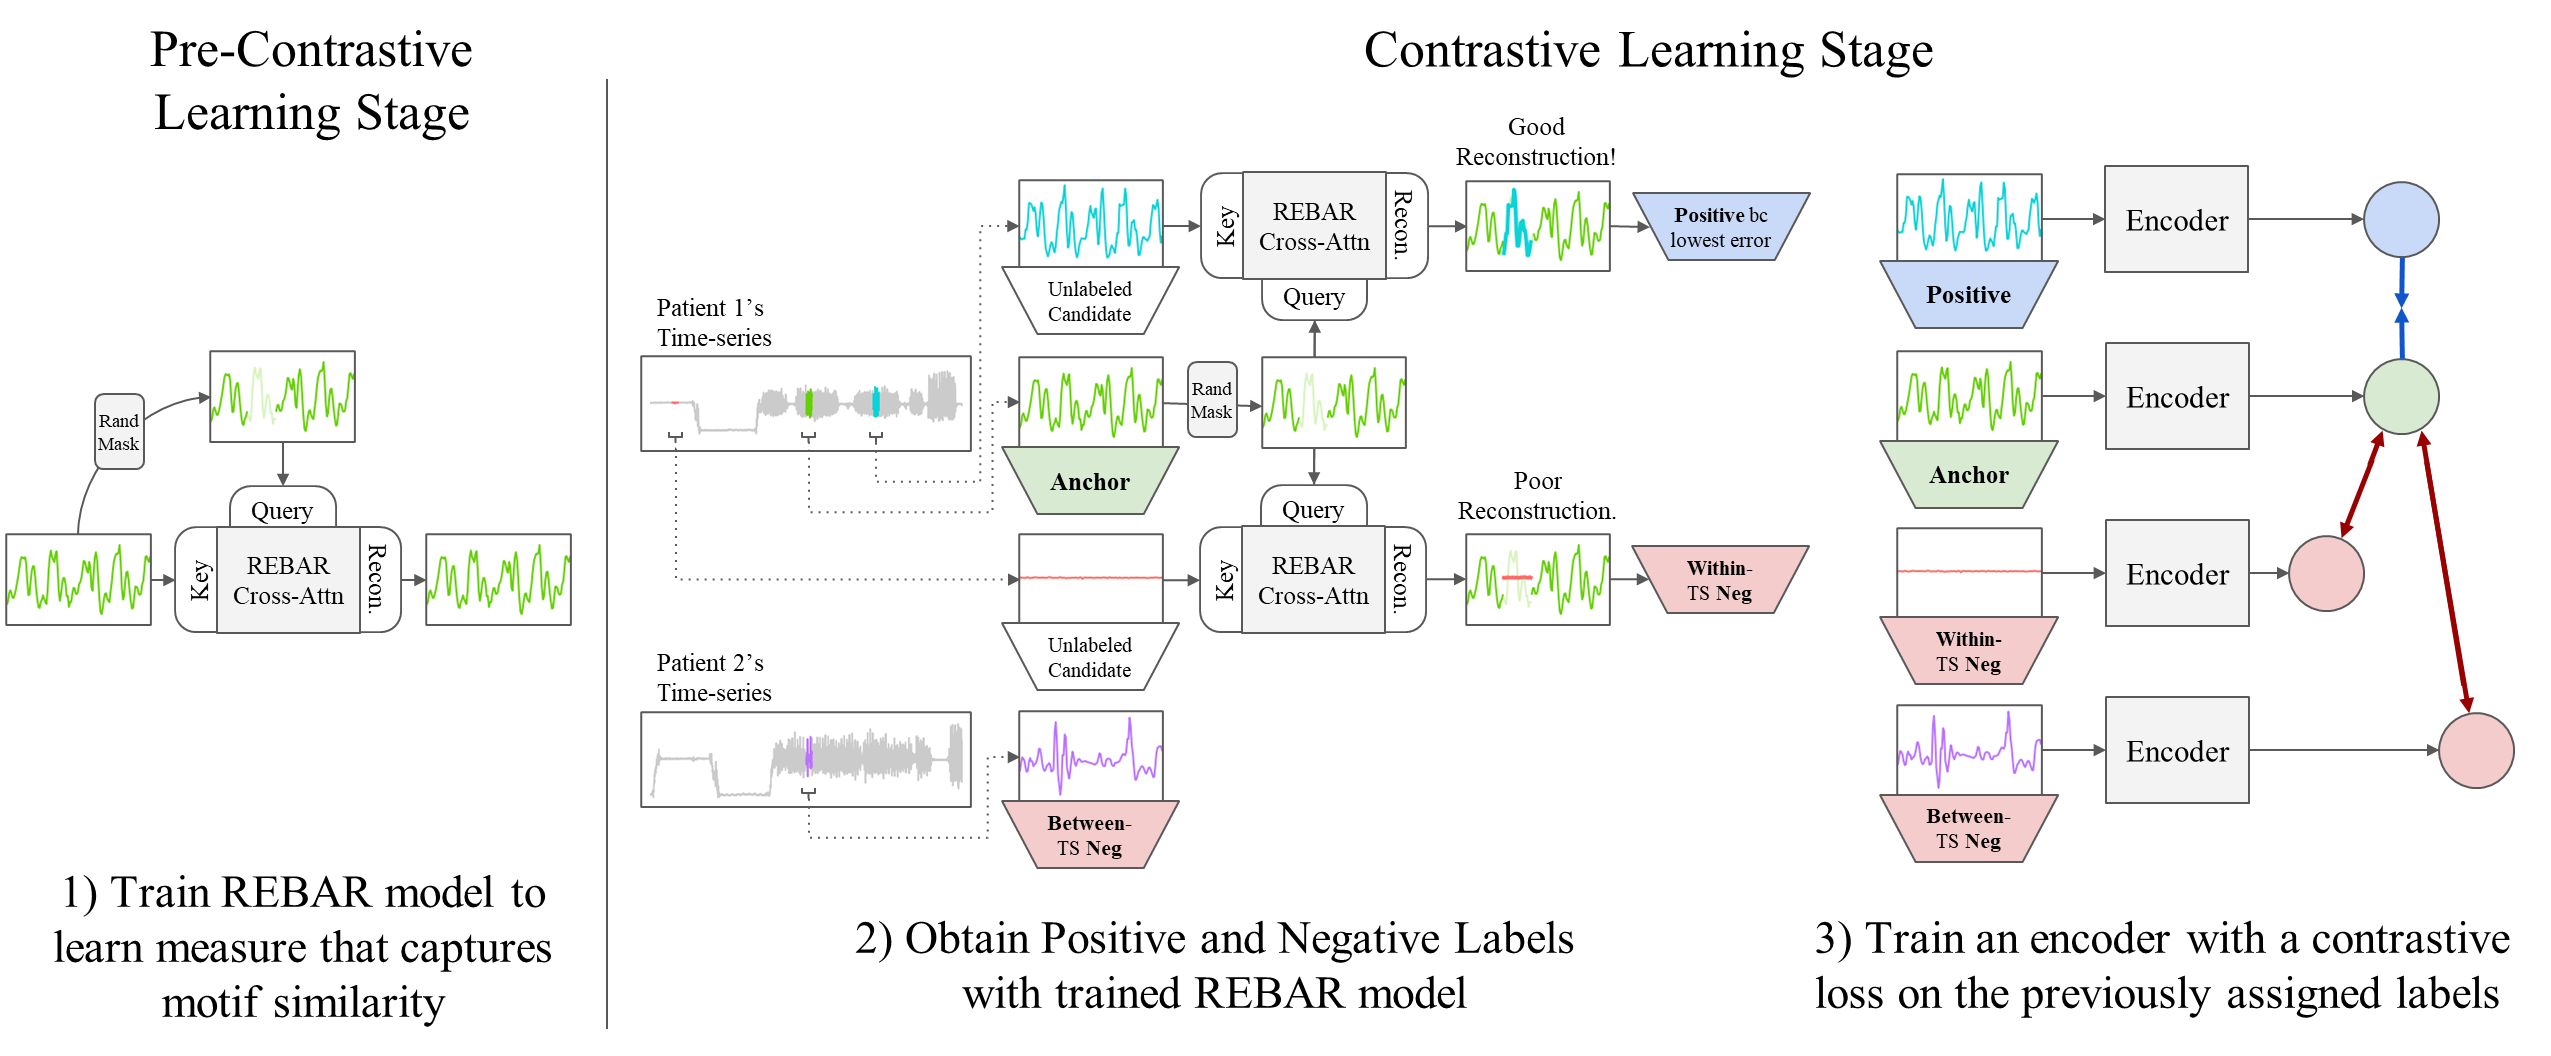 Pre-Contrastive
Learning Stage
Rand
Mask
Query
Key
REBAR
Cross-Attn
Recon.
1) Train REBAR model to
learn measure that captures
motif similarity
Contrastive Learning Stage
Patient 1’s
Time-series
Unlabeled
Candidate
Key
REBAR
Cross-Attn
Recon.
Query
Good
Reconstruction!
Positive bc
lowest error
Anchor
Rand
Mask
Query
Key
REBAR
Cross-Attn
Recon.
Poor
Reconstruction.
Within-
TS Neg
Unlabeled
Candidate
Patient 2’s
Time-series
Between-
TS Neg
2) Obtain Positive and Negative Labels
with trained REBAR model
Positive
Encoder
Anchor
Encoder
Within-
TS Neg
Encoder
Between-
TS Neg
Encoder
3) Train an encoder with a contrastive
loss on the previously assigned labels